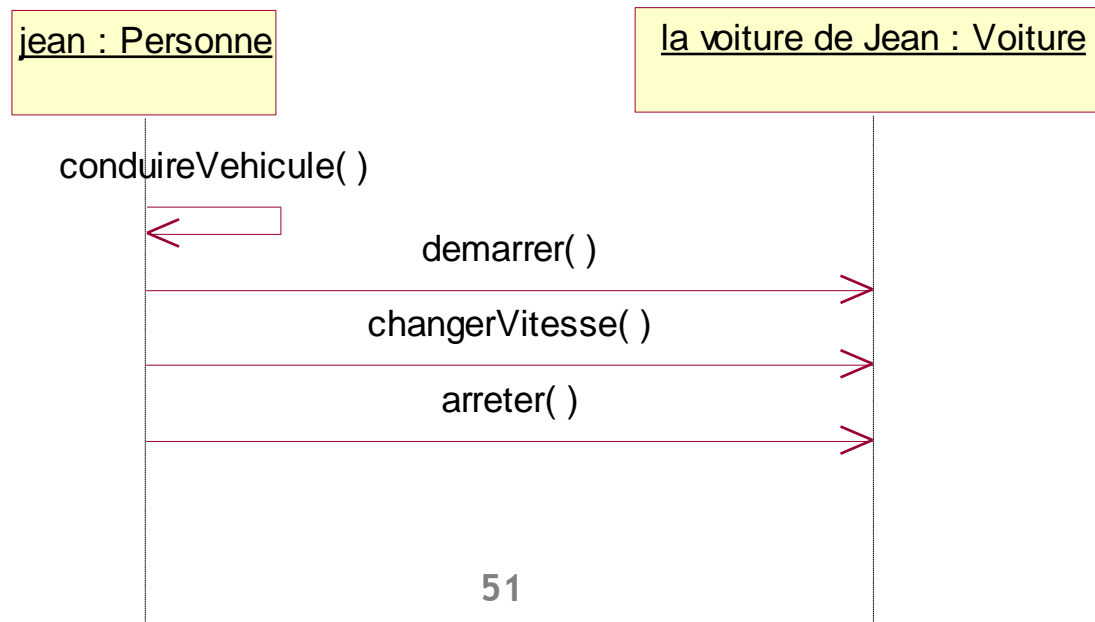 jean : Personne
la voiture de Jean : Voiture
conduireVehicule( )
demarrer( )
changerVitesse( )
arreter( )
51